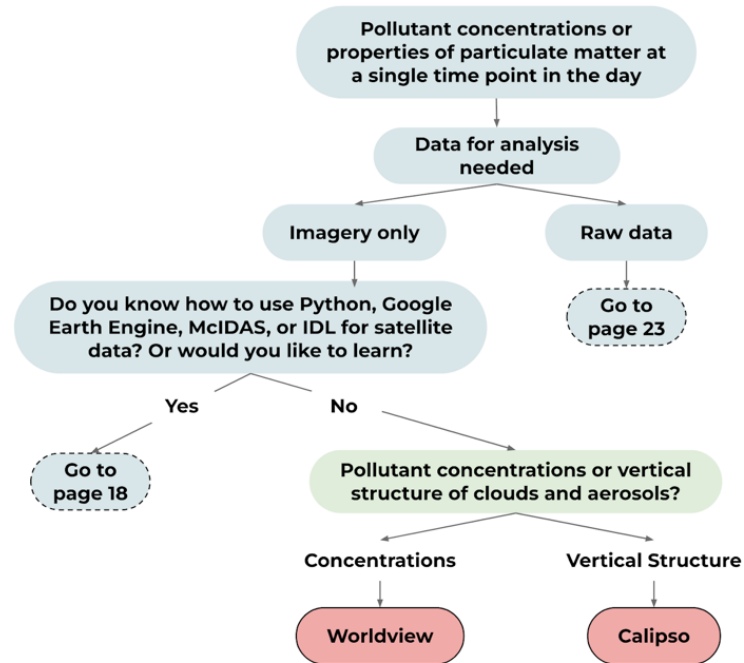 Pollutant concentrations or
properties of particulate matter at
a single time point in the day
Data for analysis
needed
Imagery only
Raw data
Do you know how to use Python, Google
Earth Engine, McIDAS, or IDL for satellite
data? Or would you like to learn?
Go to
page 23
Yes
No
Go to
page 18
Pollutant concentrations or vertical
structure of clouds and aerosols?
Concentrations
Vertical Structure
Worldview
Calipso